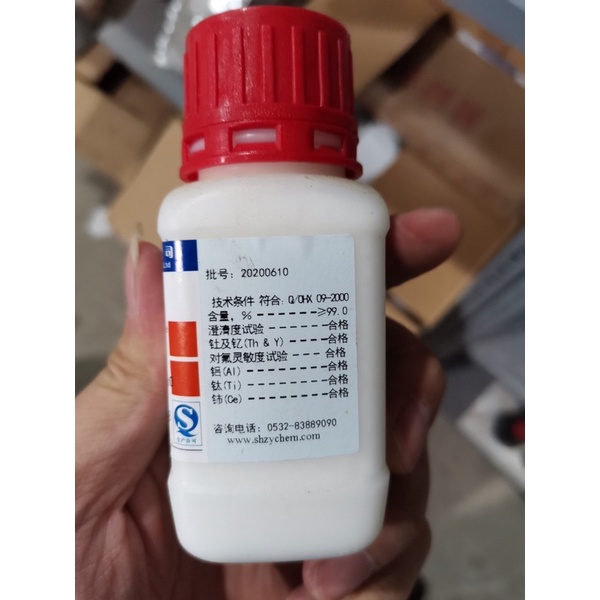 司
批号：20200610
技术条件 符合：Q/OHX 09-2000
含量，% -------- ≥99.0
澄清度试验 --------合格
钍及钇(Th & Y) --------合格
对氟灵敏度试验 ---- 合格
铝(Al) --------合格
钛(Ti) --------合格
铈(Ce) --------合格
QS
咨询电话：0532-83889090
www.shzychem.com